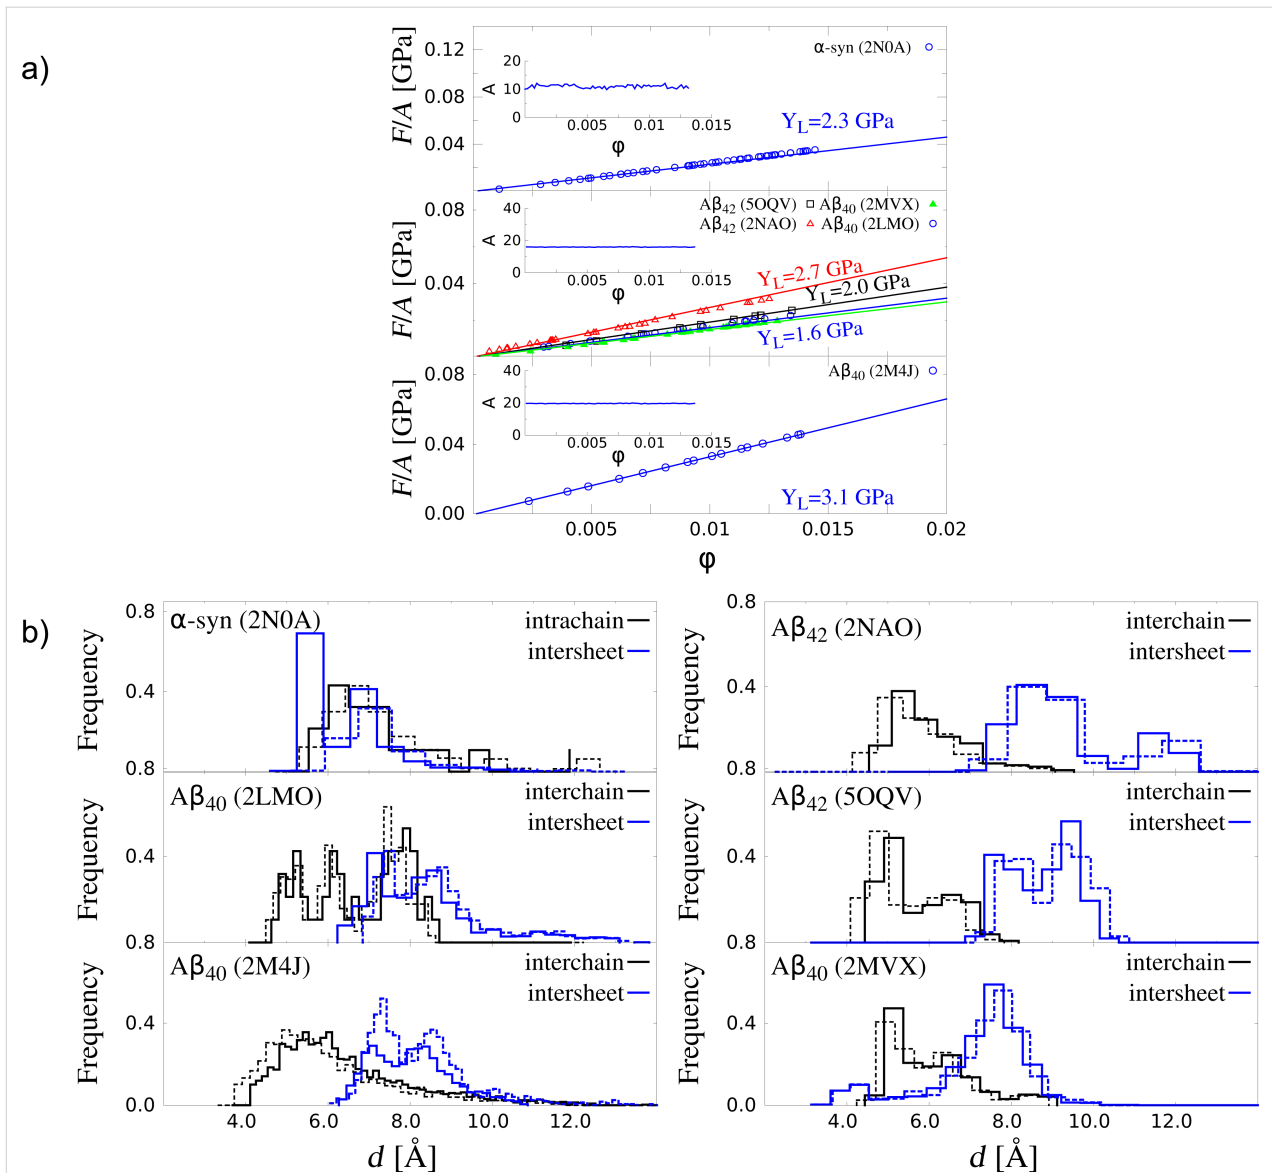 a)
F/A [GPa]
0.12
0.08
0.04
α-syn (2N0A)
Y_L=2.3 GPa
A
20
10
0
0.005 0.01 0.015
φ
F/A [GPa]
0.08
0.04
Aβ42 (5OQV) Aβ40 (2MVX)
Aβ42 (2NAO) Aβ40 (2LMO)
Y_L=2.7 GPa
Y_L=2.0 GPa
Y_L=1.6 GPa
A
40
20
0
0.005 0.01 0.015
φ
F/A [GPa]
0.08
0.04
0.00
Aβ40 (2M4J)
Y_L=3.1 GPa
A
40
20
0
0.005 0.01 0.015
φ
0.005 0.01 0.015 0.02
φ
b)
Frequency
0.8
0.4
α-syn (2N0A)
intrachain
intersheet
Frequency
0.8
0.4
Aβ40 (2LMO)
interchain
intersheet
Frequency
0.8
0.4
0.0
Aβ40 (2M4J)
interchain
intersheet
4.0 6.0 8.0 10.0 12.0
d [Å]
Frequency
0.8
0.4
Aβ42 (2NAO)
interchain
intersheet
Frequency
0.8
0.4
Aβ42 (5OQV)
interchain
intersheet
Frequency
0.8
0.4
0.0
Aβ40 (2MVX)
interchain
intersheet
4.0 6.0 8.0 10.0 12.0
d [Å]